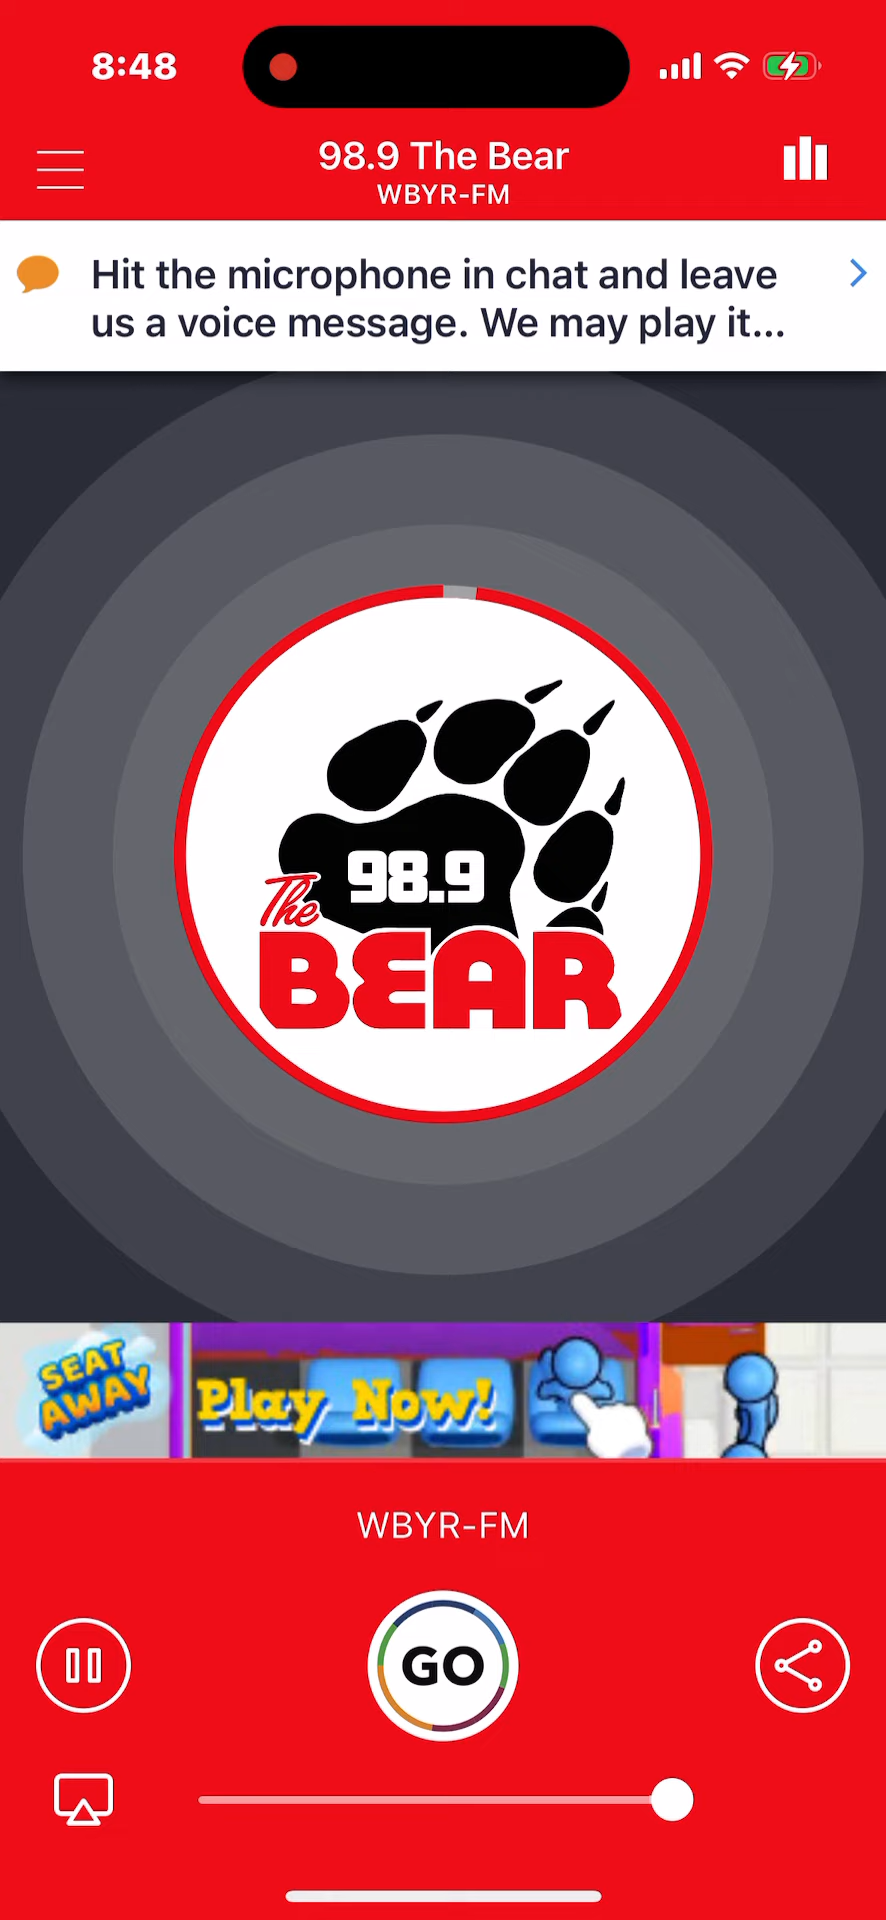 8:48
98.9 The Bear
WBYR-FM
Hit the microphone in chat and leave
us a voice message. We may play it...
98.9
The
BEAR
SEAT
AWAY
Play Now!
WBYR-FM
GO